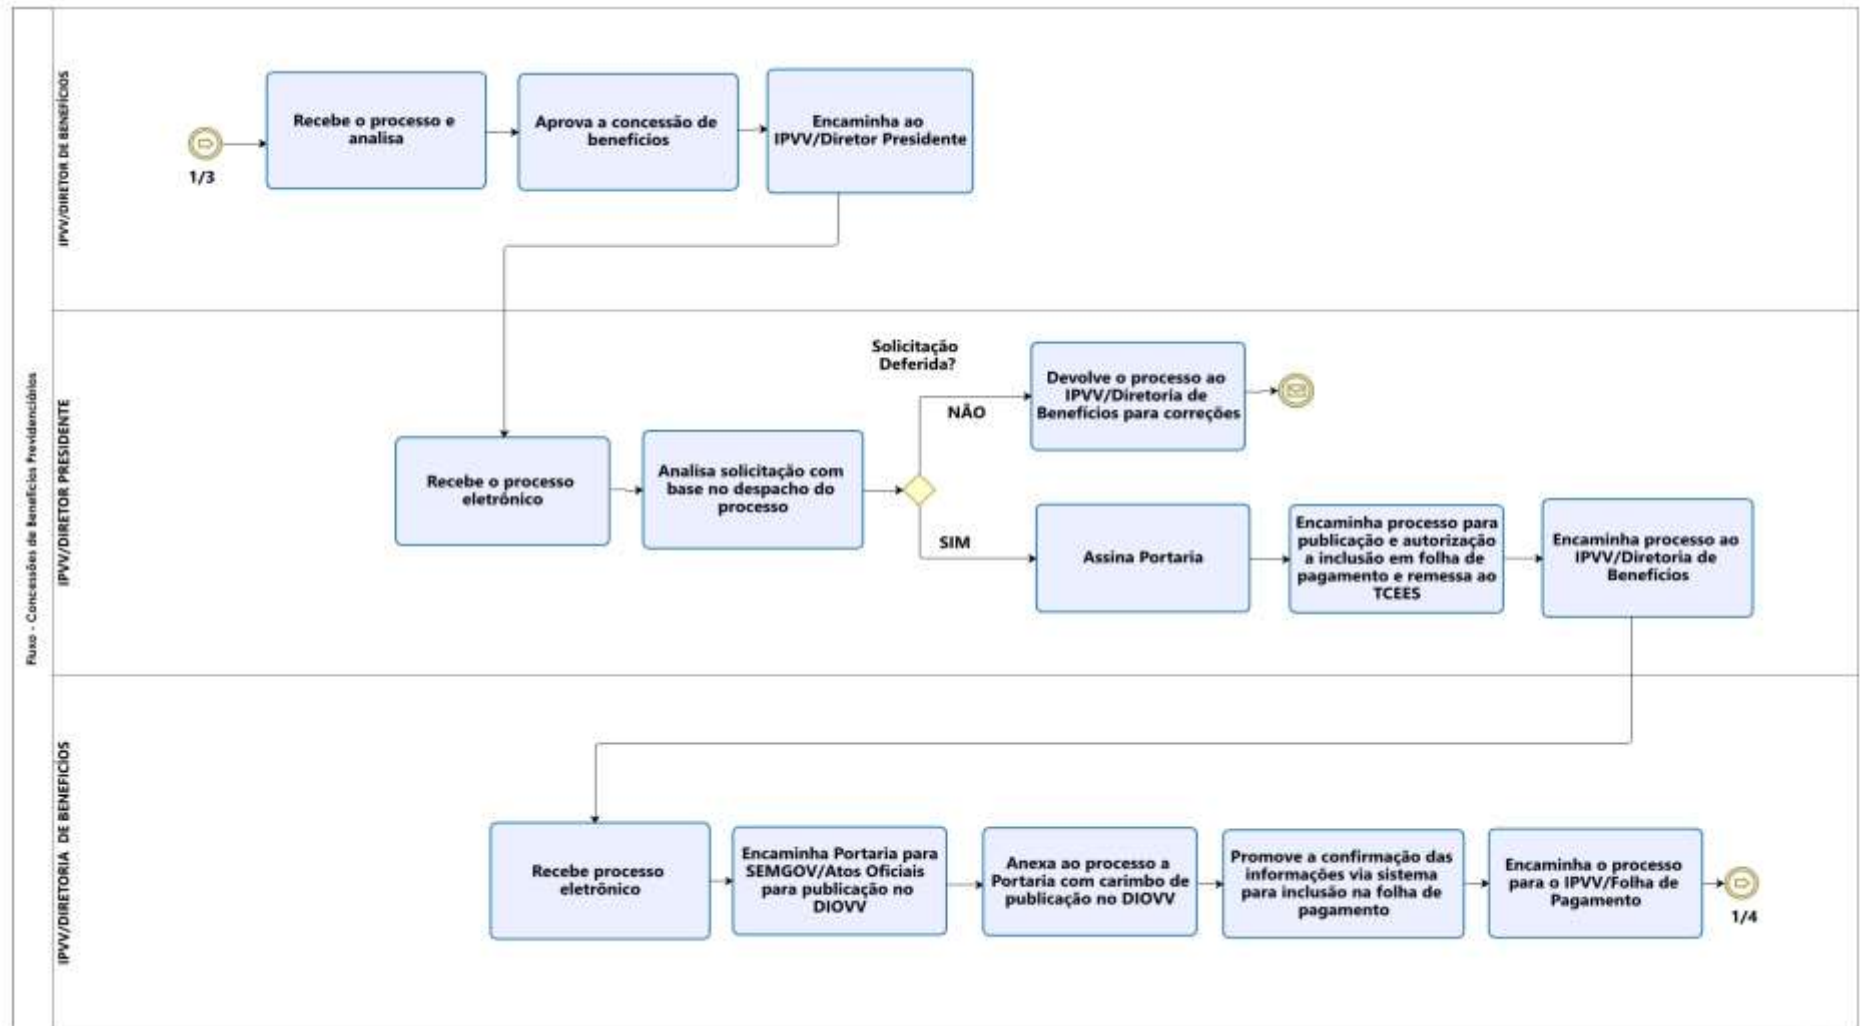 Fluxo - Concessões de Benefícios Previdenciários
IPVV/DIRETOR DE BENEFÍCIOS
1/3
Recebe o processo e
analisa
Aprova a concessão de
benefícios
Encaminha ao
IPVV/Diretor Presidente
IPVV/DIRETOR PRESIDENTE
Recebe o processo
eletrônico
Analisa solicitação com
base no despacho do
processo
Solicitação
Deferida?
NÃO
Devolve o processo ao
IPVV/Diretoria de
Benefícios para correções
SIM
Assina Portaria
Encaminha processo para
publicação e autorização
a inclusão em folha de
pagamento e remessa ao
TCEES
Encaminha processo ao
IPVV/Diretoria de
Benefícios
IPVV/DIRETORIA DE BENEFICÍOS
Recebe processo
eletrônico
Encaminha Portaria para
SEMGOV/Atos Oficiais
para publicação no
DIOVV
Anexa ao processo a
Portaria com carimbo de
publicação no DIOVV
Promove a confirmação das
informações via sistema
para inclusão na folha de
pagamento
Encaminha o processo
para o IPVV/Folha de
Pagamento
1/4